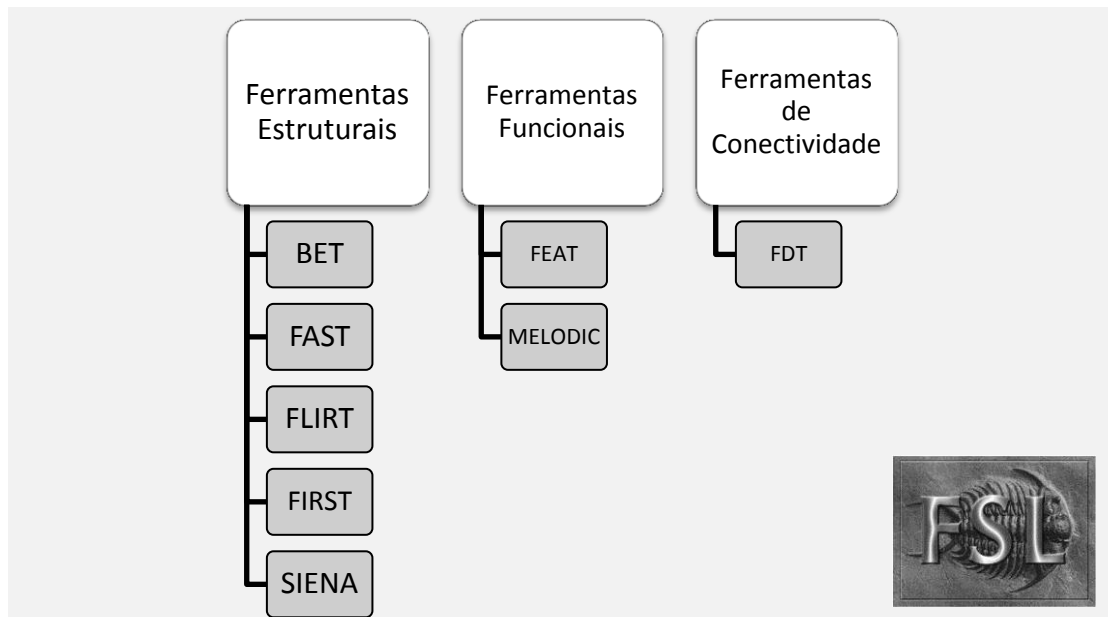 Ferramentas
Estruturais
BET
FAST
FLIRT
FIRST
SIENA
Ferramentas
Funcionais
FEAT
MELODIC
Ferramentas
de
Conectividade
FDT
FSL